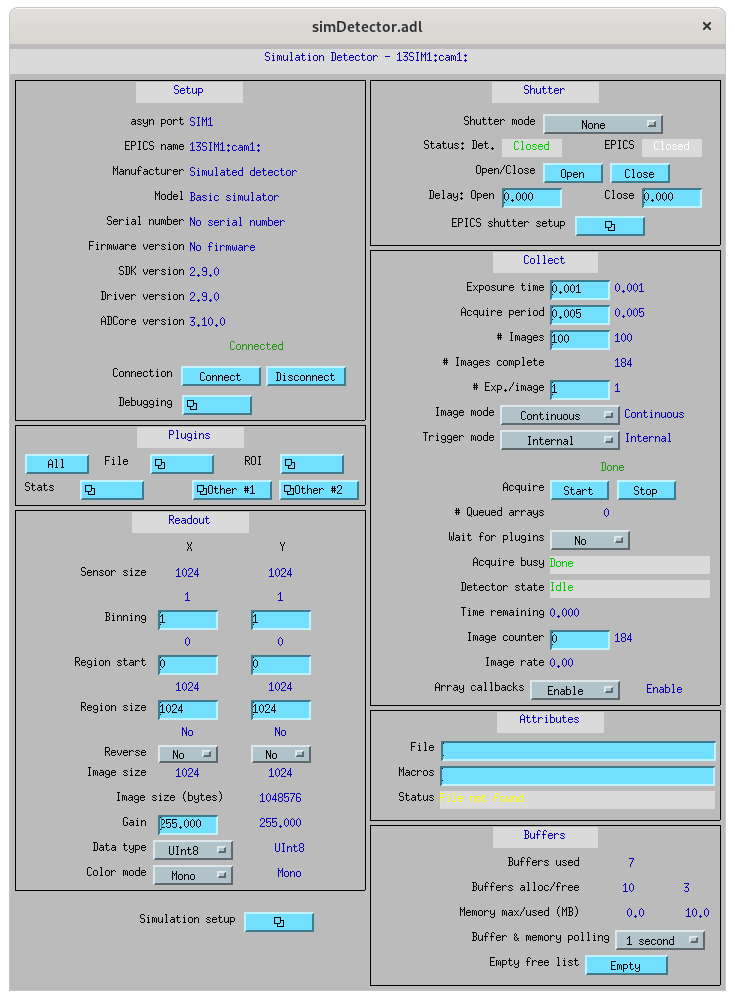 simDetector.adl ×
Simulation Detector - 13SIM1:cam1:
Setup
asyn port SIM1
EPICS name 13SIM1:cam1:
Manufacturer Simulated detector
Model Basic simulator
Serial number No serial number
Firmware version No firmware
SDK version 2.9.0
Driver version 2.9.0
ADCore version 3.10.0
Connected
Connection Connect Disconnect
Debugging
Plugins
All File ROI
Stats Other #1 Other #2
Readout
X Y
Sensor size 1024 1024
1 1
Binning 1 1
0 0
Region start 0 0
1024 1024
Region size 1024 1024
No No
Reverse No No
Image size 1024 1024
Image size (bytes) 1048576
Gain 255.000 255.000
Data type UInt8 UInt8
Color mode Mono Mono
Simulation setup
Shutter
Shutter mode None
Status: Det. Closed EPICS Closed
Open/Close Open Close
Delay: Open 0.000 Close 0.000
EPICS shutter setup
Collect
Exposure time 0.001 0.001
Acquire period 0.005 0.005
# Images 100 100
# Images complete 184
# Exp./image 1 1
Image mode Continuous Continuous
Trigger mode Internal Internal
Done
Acquire Start Stop
# Queued arrays 0
Wait for plugins No
Acquire busy Done
Detector state Idle
Time remaining 0.000
Image counter 0 184
Image rate 0.00
Array callbacks Enable Enable
Attributes
File
Macros
Status File not found
Buffers
Buffers used 7
Buffers alloc/free 10 3
Memory max/used (MB) 0.0 10.0
Buffer & memory polling 1 second
Empty free list Empty